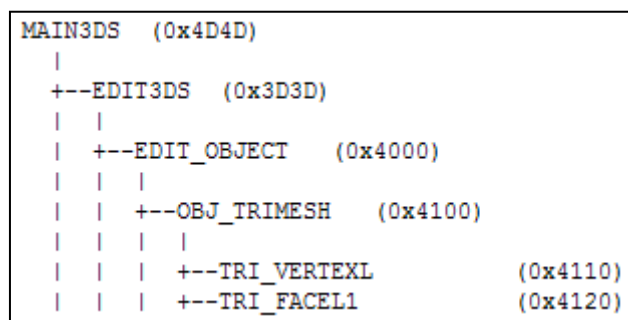 MAIN3DS  (0x4D4D)
  |
  +--EDIT3DS  (0x3D3D)
  |  |
  |  +--EDIT_OBJECT   (0x4000)
  |  |  |
  |  |  +--OBJ_TRIMESH   (0x4100)
  |  |  |  |
  |  |  |  +--TRI_VERTEXL          (0x4110)
  |  |  |  +--TRI_FACEL1           (0x4120)